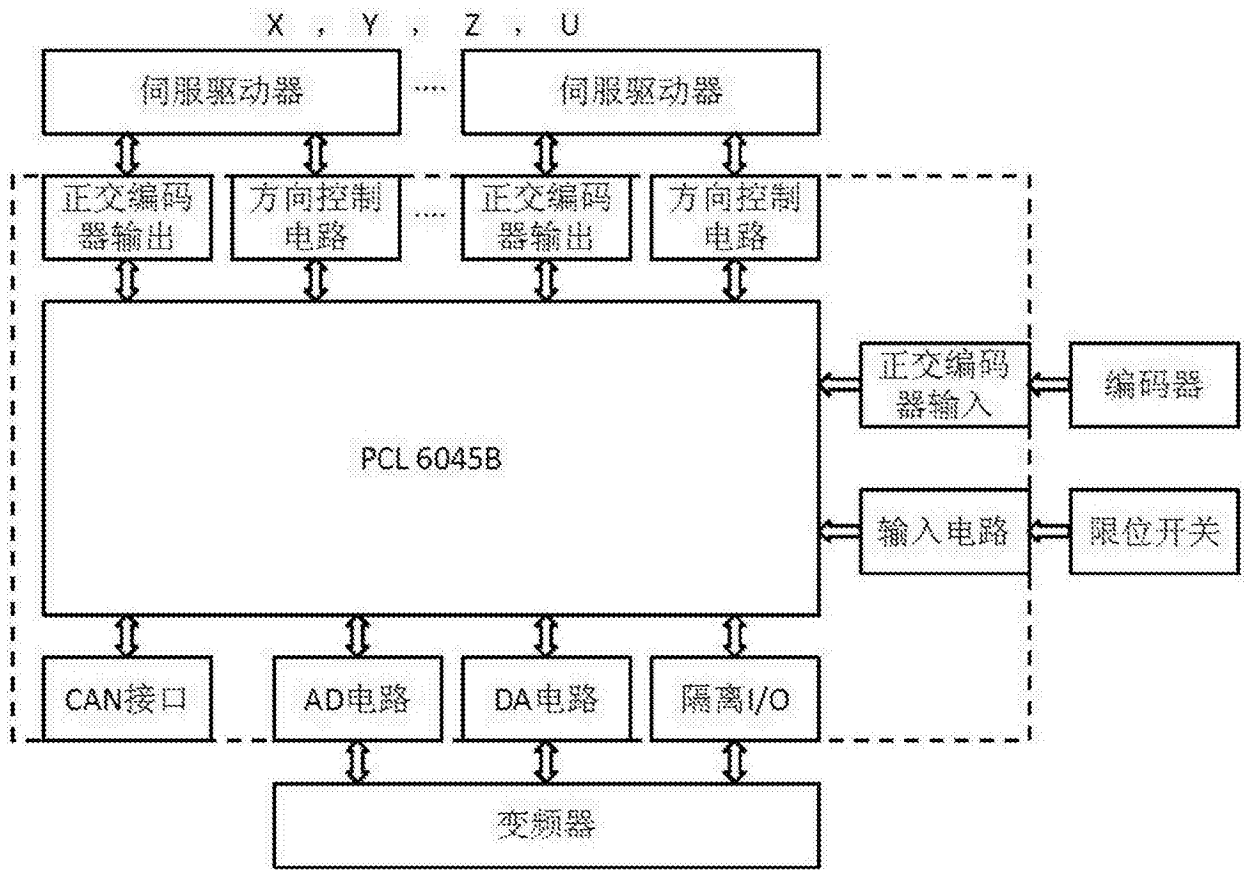 X , Y , Z , U
伺服驱动器 .... 伺服驱动器
正交编码
器输出
方向控制
电路
....
正交编码
器输出
方向控制
电路
PCL 6045B
正交编码
器输入
编码器
输入电路
限位开关
CAN接口
AD电路
DA电路
隔离I/O
变频器